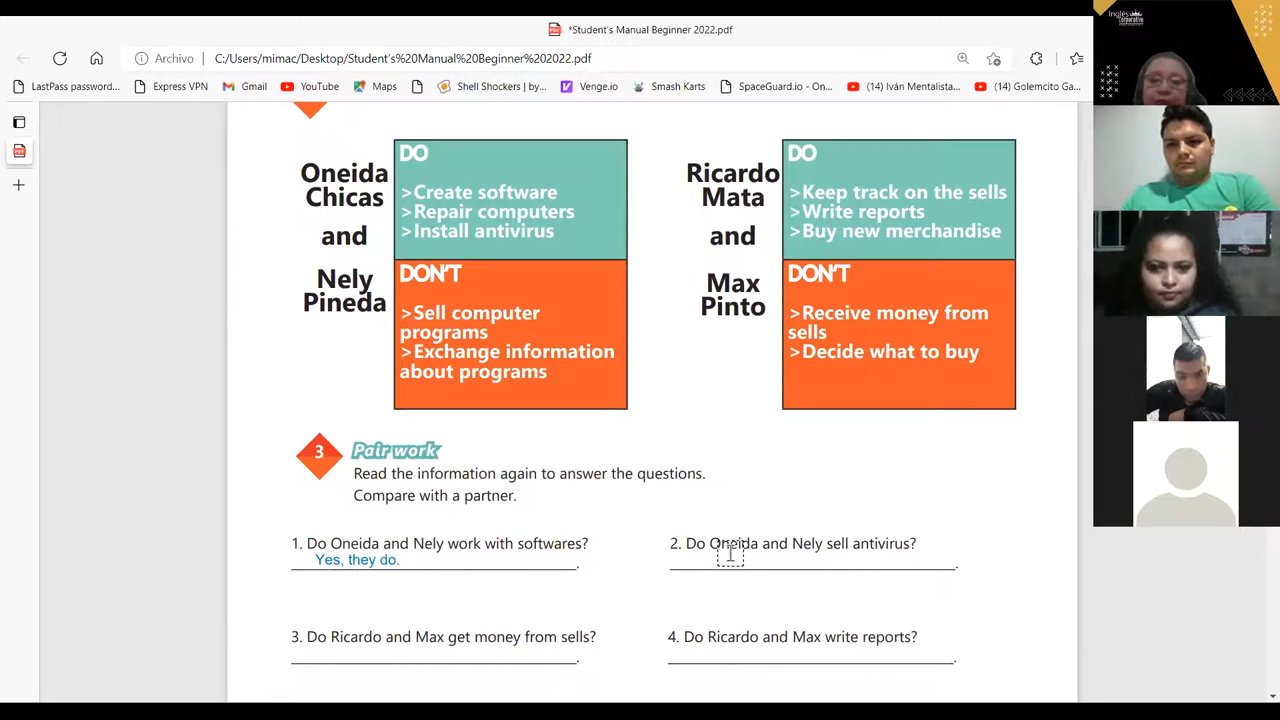 *Student's Manual Beginner 2022.pdf
Archivo
C:/Users/mimac/Desktop/Student's%20Manual%20Beginner%202022.pdf
LastPass password...
Express VPN
Gmail
YouTube
Maps
Shell Shockers | by...
Venge.io
Smash Karts
SpaceGuard.io - On...
(14) Iván Mentalista...
(14) Golemcito Ga...
Inglés
Corporativo
Oneida
Chicas
and
Nely
Pineda
DO
>Create software
>Repair computers
>Install antivirus
DON'T
>Sell computer
programs
>Exchange information
about programs
Ricardo
Mata
and
Max
Pinto
DO
>Keep track on the sells
>Write reports
>Buy new merchandise
DON'T
>Receive money from
sells
>Decide what to buy
3 Pair work
Read the information again to answer the questions.
Compare with a partner.
1. Do Oneida and Nely work with softwares?
Yes, they do.
2. Do Oneida and Nely sell antivirus?
3. Do Ricardo and Max get money from sells?
4. Do Ricardo and Max write reports?